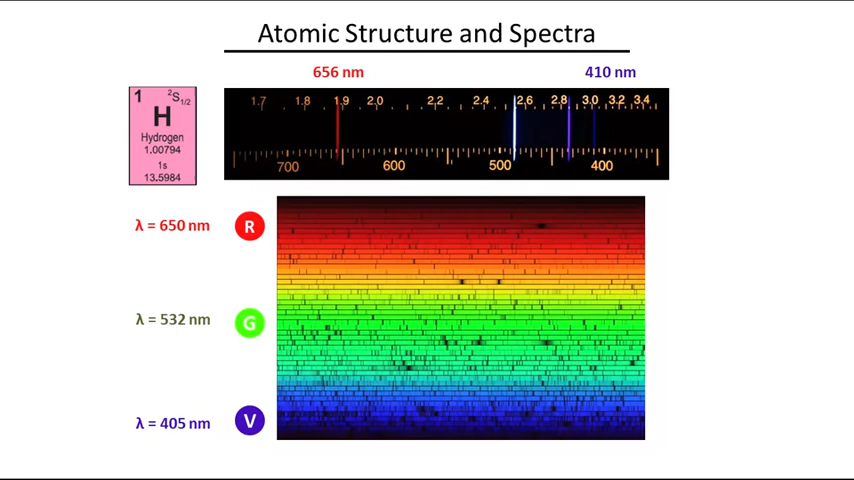 Atomic Structure and Spectra
656 nm 410 nm
1 ²S₁/₂
H
Hydrogen
1.00794
1s
13.5984
1.7 1.8 1.9 2.0 2.2 2.4 2.6 2.8 3.0 3.2 3.4
700 600 500 400
λ = 650 nm R
λ = 532 nm G
λ = 405 nm V